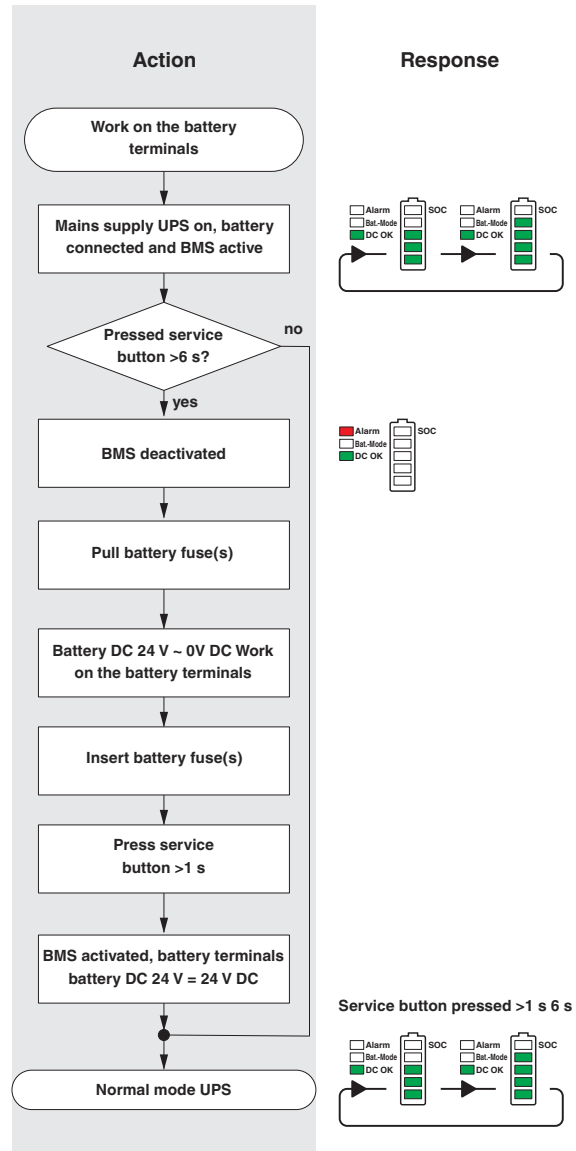 Action
Response
Work on the battery
terminals
Mains supply UPS on, battery
connected and BMS active
Alarm
Bat.-Mode
DC OK
SOC
Alarm
Bat.-Mode
DC OK
SOC
Pressed service
button >6 s?
no
yes
BMS deactivated
Alarm
Bat.-Mode
DC OK
SOC
Pull battery fuse(s)
Battery DC 24 V ~ 0V DC Work
on the battery terminals
Insert battery fuse(s)
Press service
button >1 s
BMS activated, battery terminals
battery DC 24 V = 24 V DC
Service button pressed >1 s 6 s
Alarm
Bat.-Mode
DC OK
SOC
Alarm
Bat.-Mode
DC OK
SOC
Normal mode UPS